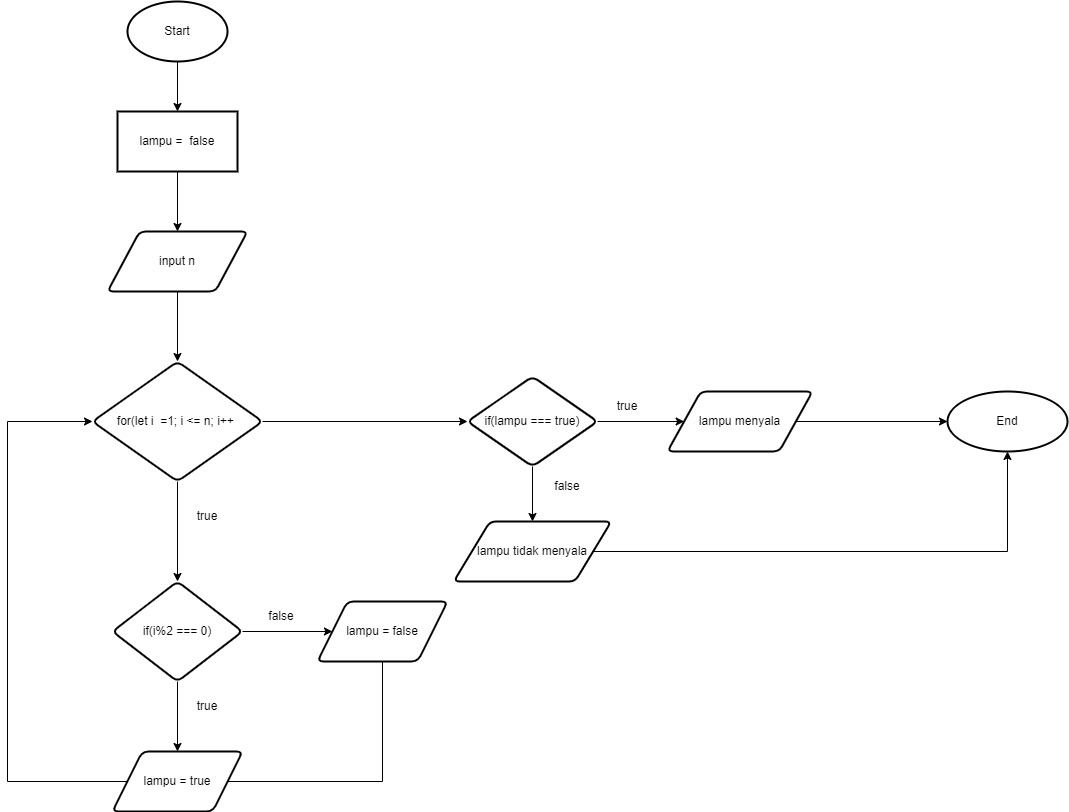 Start
lampu =  false
input n
for(let i  =1; i <= n; i++
if(lampu === true)
true
lampu menyala
End
false
lampu tidak menyala
true
if(i%2 === 0)
false
lampu = false
true
lampu = true